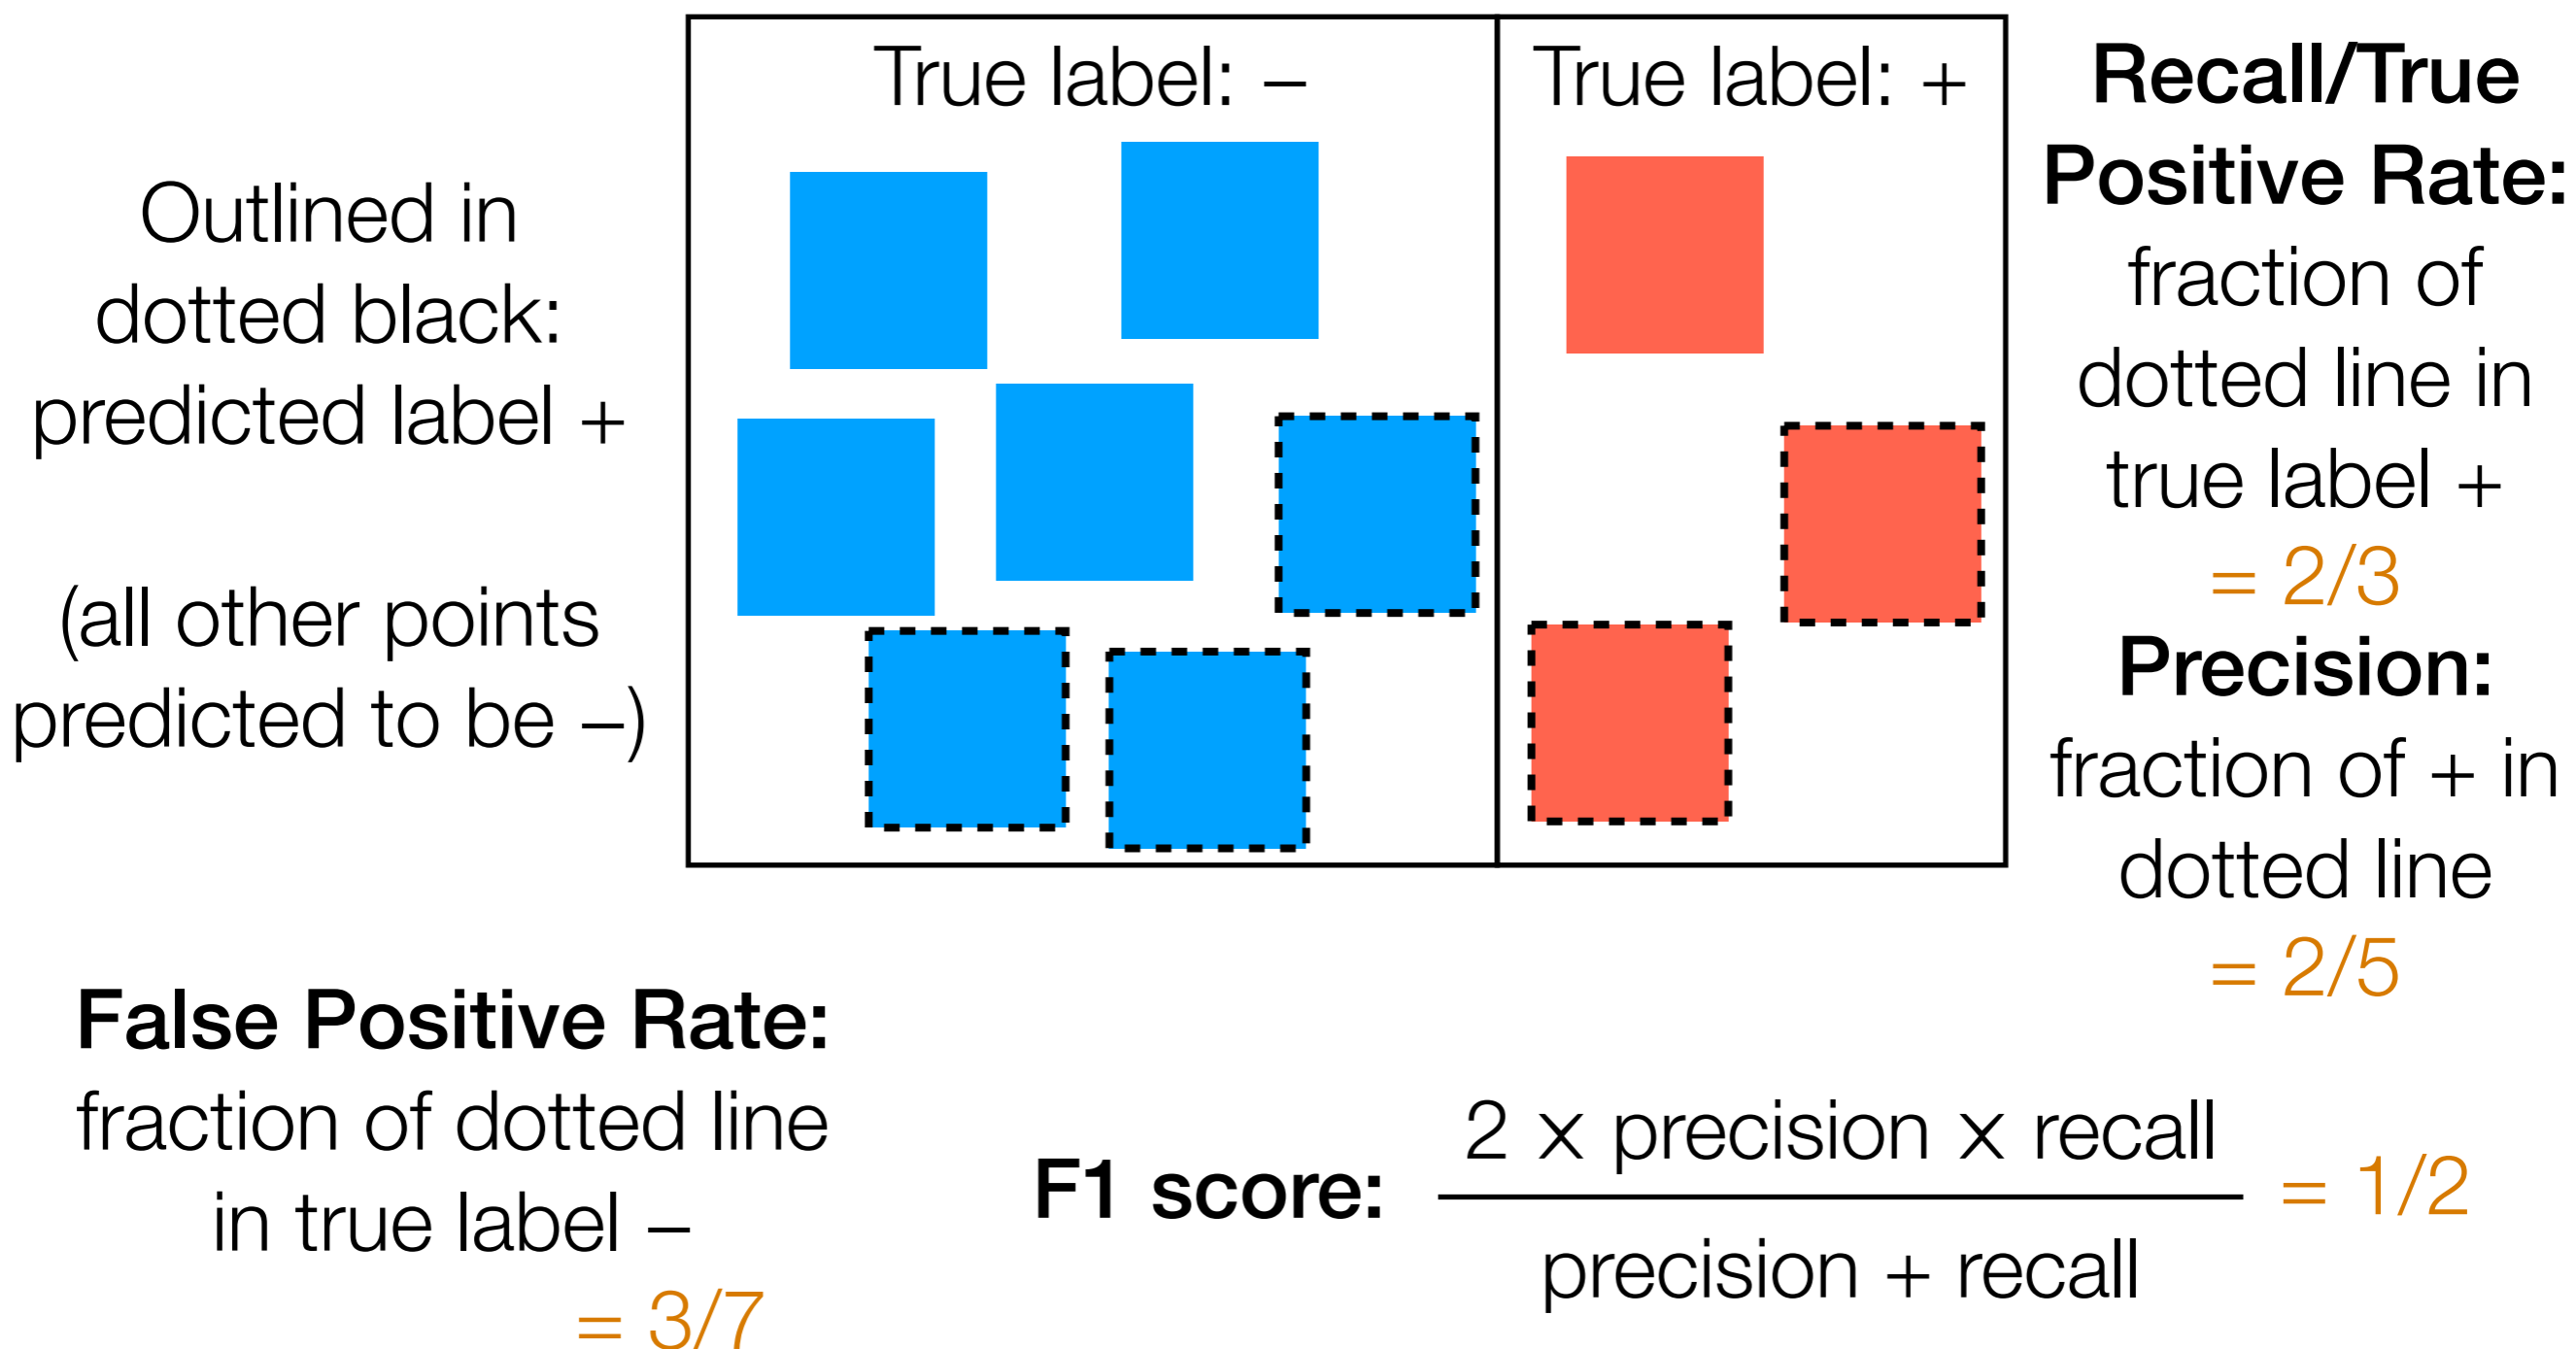 True label: –
True label: +
Outlined in
dotted black:
predicted label +
(all other points
predicted to be –)
Recall/True
Positive Rate:
fraction of
dotted line in
true label +
= 2/3
Precision:
fraction of + in
dotted line
= 2/5
False Positive Rate:
fraction of dotted line
in true label –
= 3/7
F1 score:
2 x precision x recall
precision + recall
= 1/2